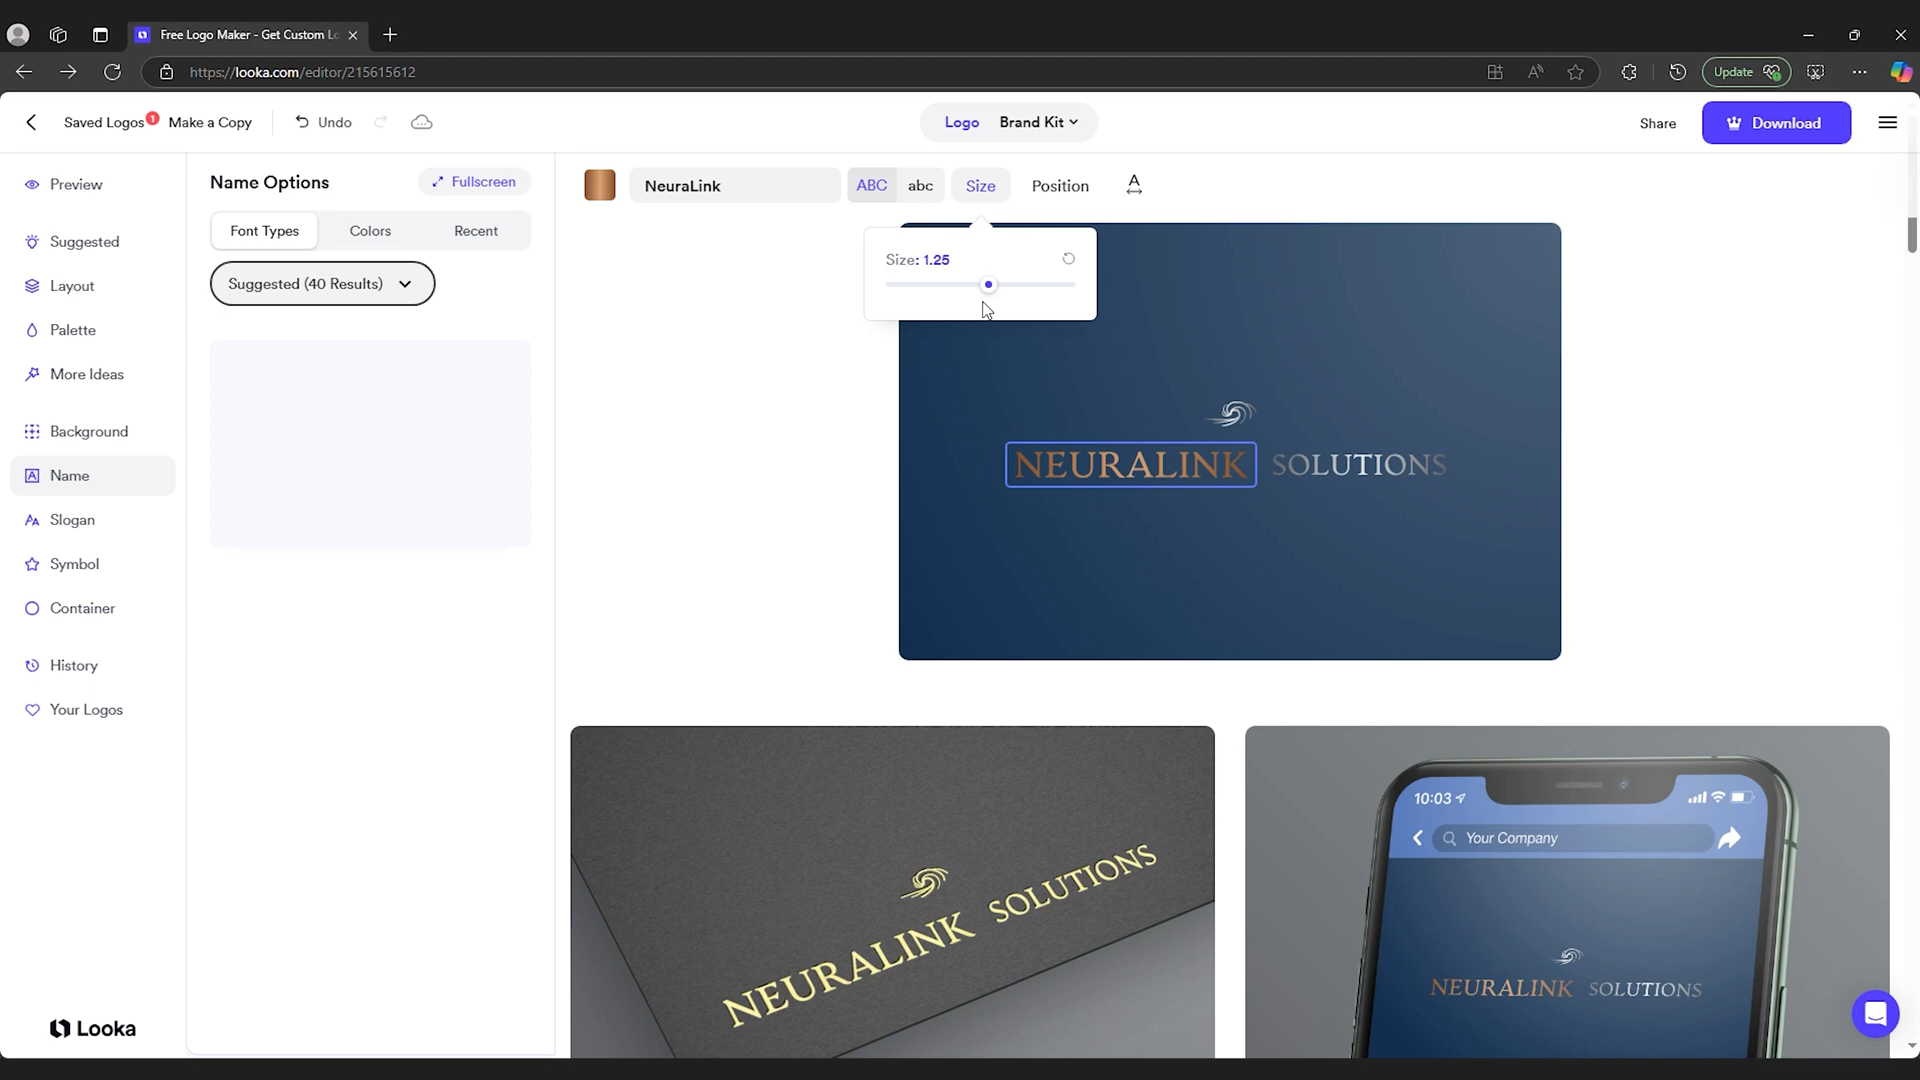 Free Logo Maker - Get Custom Lo
https://looka.com/editor/215615612
Update
Saved Logos 1
Make a Copy
Undo
Logo
Brand Kit
Share
Download
Preview
Suggested
Layout
Palette
More Ideas
Background
Name
Slogan
Symbol
Container
History
Your Logos
Looka
Name Options
Fullscreen
Font Types
Colors
Recent
Suggested (40 Results)
NeuraLink
ABC
abc
Size
Position
A
Size: 1.25
NEURALINK SOLUTIONS
NEURALINK SOLUTIONS
10:03
Your Company
NEURALINK SOLUTIONS